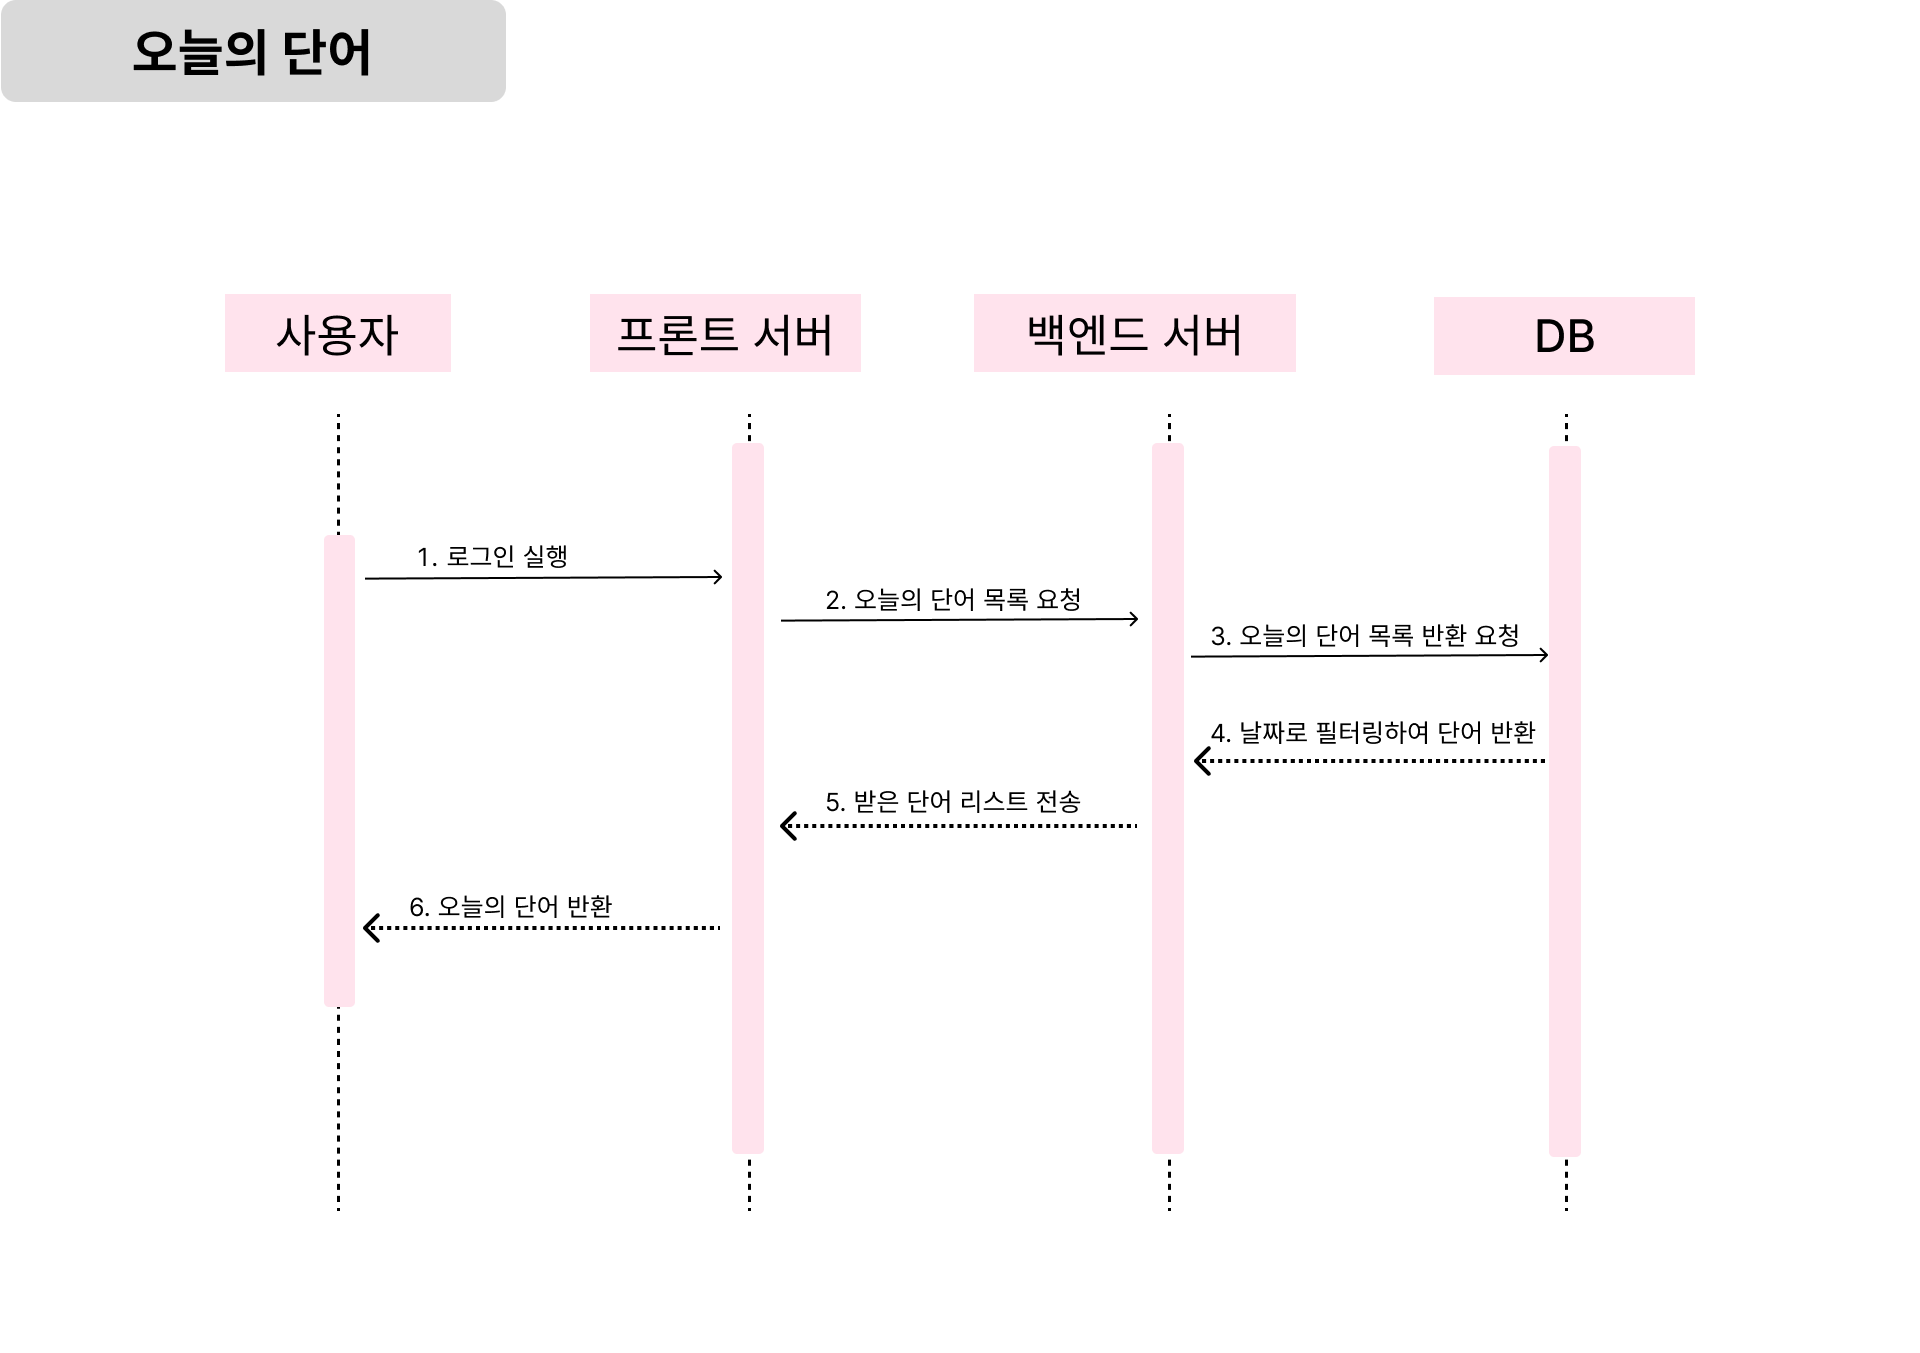 오늘의 단어
사용자
프론트 서버
백엔드 서버
DB
1. 로그인 실행
2. 오늘의 단어 목록 요청
3. 오늘의 단어 목록 반환 요청
4. 날짜로 필터링하여 단어 반환
5. 받은 단어 리스트 전송
6. 오늘의 단어 반환